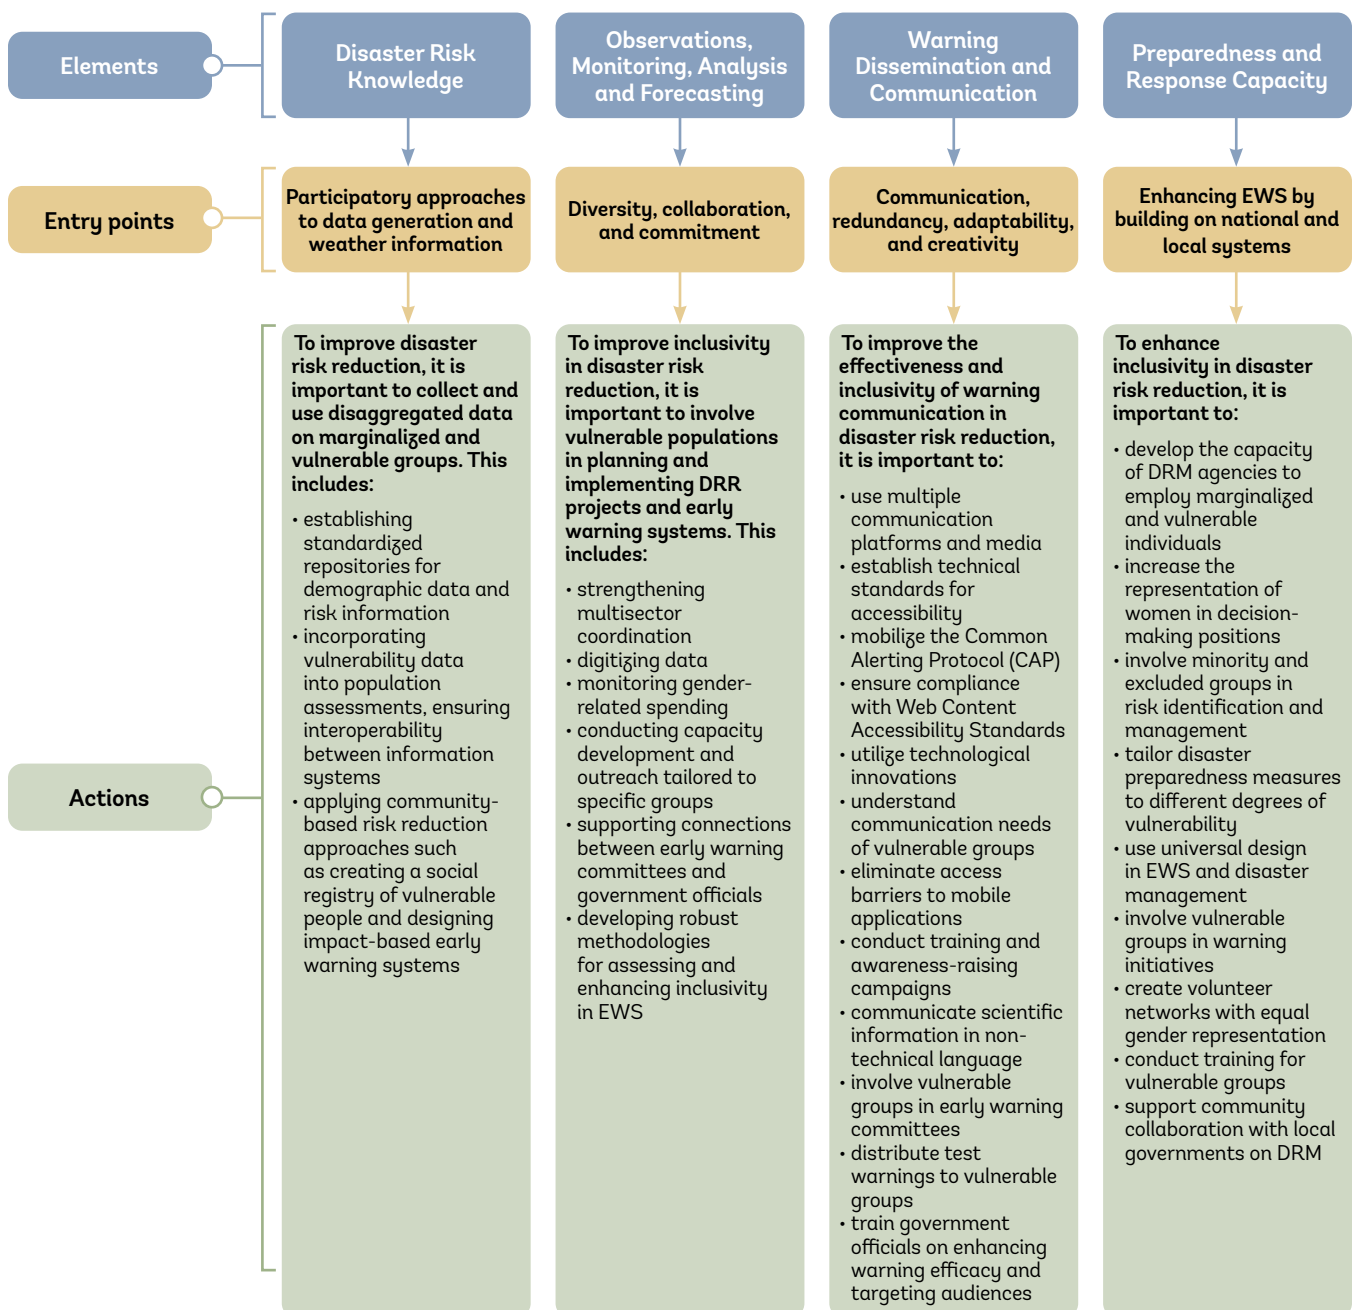 Elements
Disaster Risk
Knowledge
Observations,
Monitoring, Analysis
and Forecasting
Warning
Dissemination and
Communication
Preparedness and
Response Capacity
Entry points
Participatory approaches
to data generation and
weather information
Diversity, collaboration,
and commitment
Communication,
redundancy, adaptability,
and creativity
Enhancing EWS by
building on national and
local systems
Actions
To improve disaster
risk reduction, it is
important to collect and
use disaggregated data
on marginalized and
vulnerable groups. This
includes:
• establishing
standardized
repositories for
demographic data and
risk information
• incorporating
vulnerability data
into population
assessments, ensuring
interoperability
between information
systems
• applying community-
based risk reduction
approaches such
as creating a social
registry of vulnerable
people and designing
impact-based early
warning systems
To improve inclusivity
in disaster risk
reduction, it is
important to involve
vulnerable populations
in planning and
implementing DRR
projects and early
warning systems. This
includes:
• strengthening
multisector
coordination
• digitizing data
• monitoring gender-
related spending
• conducting capacity
development and
outreach tailored to
specific groups
• supporting connections
between early warning
committees and
government officials
• developing robust
methodologies
for assessing and
enhancing inclusivity
in EWS
To improve the
effectiveness and
inclusivity of warning
communication in
disaster risk reduction,
it is important to:
• use multiple
communication
platforms and media
• establish technical
standards for
accessibility
• mobilize the Common
Alerting Protocol (CAP)
• ensure compliance
with Web Content
Accessibility Standards
• utilize technological
innovations
• understand
communication needs
of vulnerable groups
• eliminate access
barriers to mobile
applications
• conduct training and
awareness-raising
campaigns
• communicate scientific
information in non-
technical language
• involve vulnerable
groups in early warning
committees
• distribute test
warnings to vulnerable
groups
• train government
officials on enhancing
warning efficacy and
targeting audiences
To enhance
inclusivity in disaster
risk reduction, it is
important to:
• develop the capacity
of DRM agencies to
employ marginalized
and vulnerable
individuals
• increase the
representation of
women in decision-
making positions
• involve minority and
excluded groups in
risk identification and
management
• tailor disaster
preparedness measures
to different degrees of
vulnerability
• use universal design
in EWS and disaster
management
• involve vulnerable
groups in warning
initiatives
• create volunteer
networks with equal
gender representation
• conduct training for
vulnerable groups
• support community
collaboration with local
governments on DRM